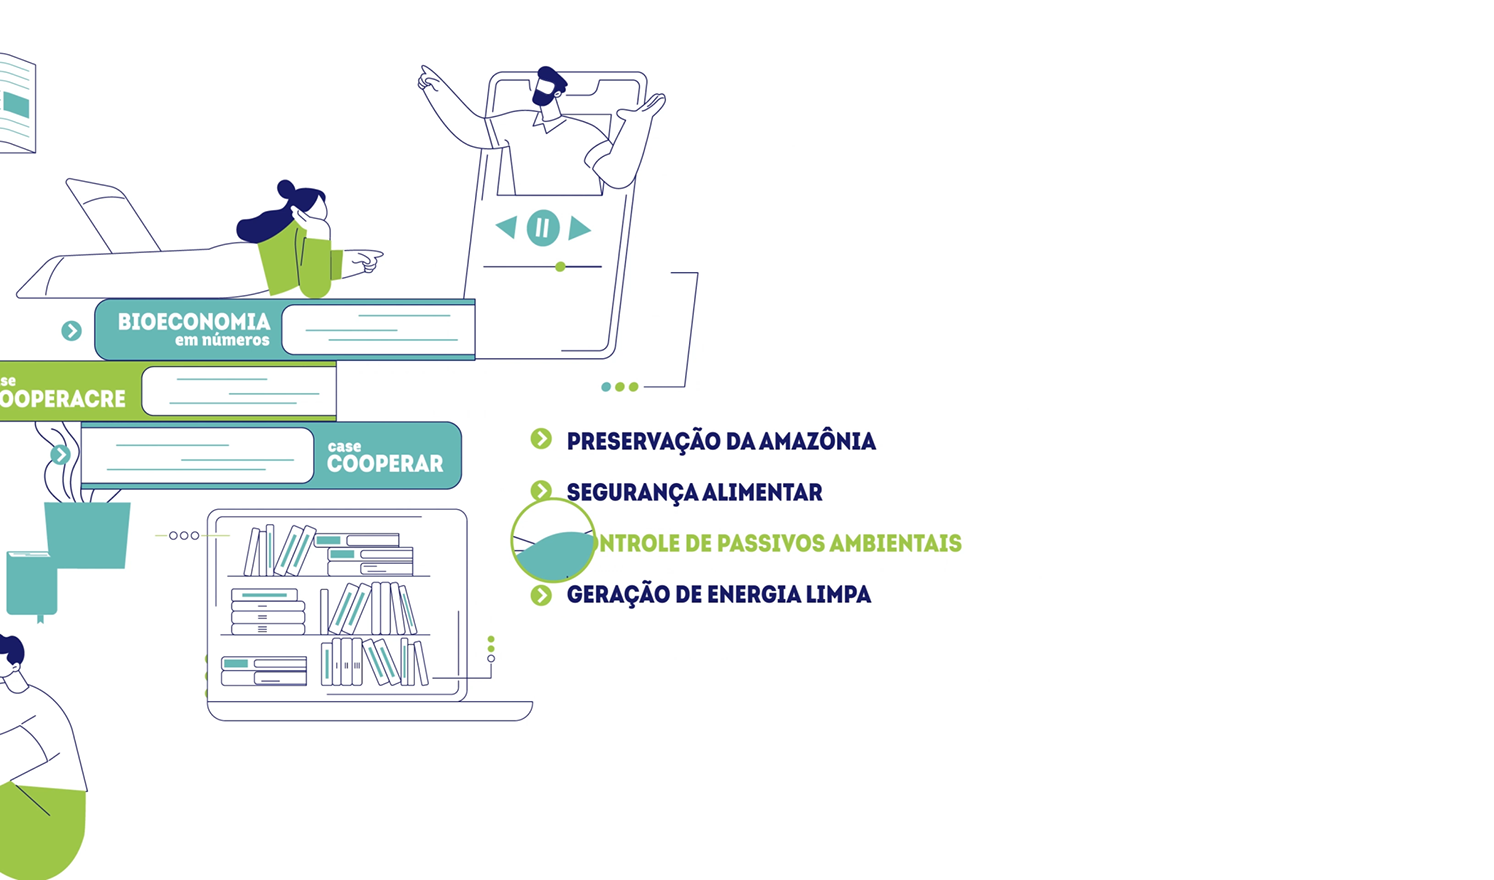 BIOECONOMIA
em números
se
OOPERACRE
case
COOPERAR
PRESERVAÇÃO DA AMAZÔNIA
SEGURANÇA ALIMENTAR
NTROLE DE PASSIVOS AMBIENTAIS
GERAÇÃO DE ENERGIA LIMPA